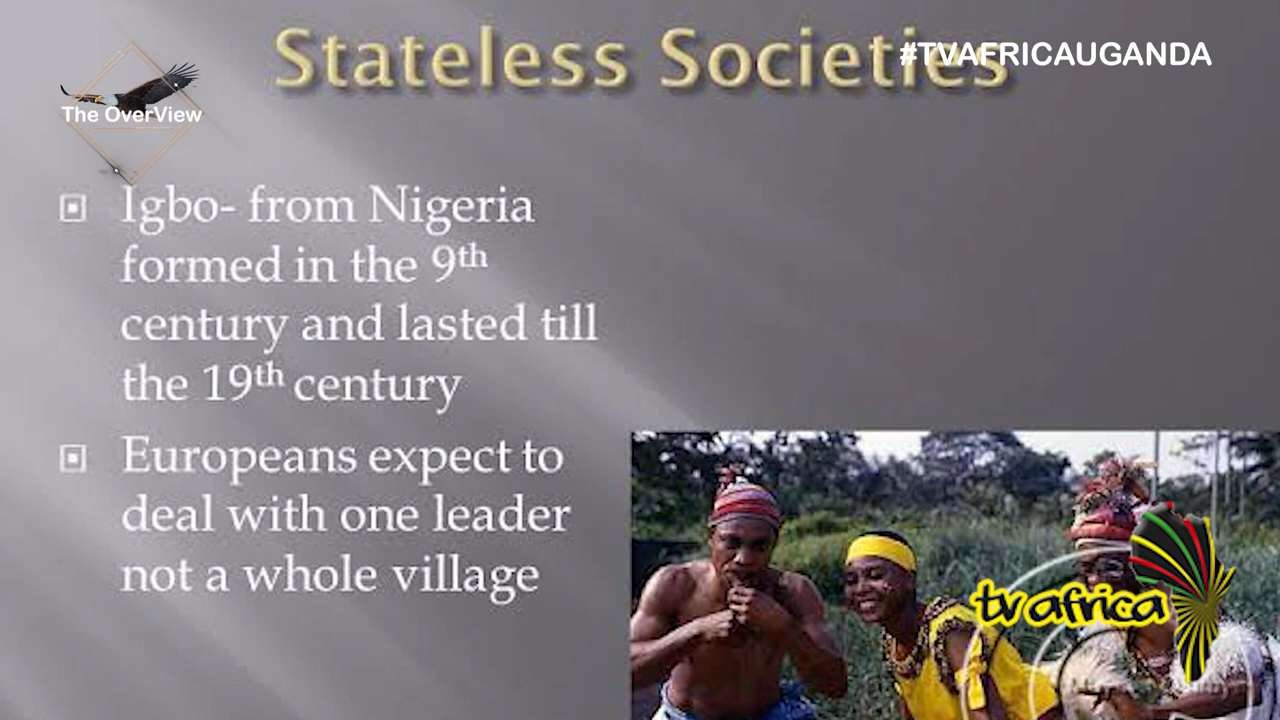 Stateless Societies
#TVAFRICAUGANDA
The OverView
Igbo- from Nigeria
formed in the 9th
century and lasted till
the 19th century
Europeans expect to
deal with one leader
not a whole village
tv africa